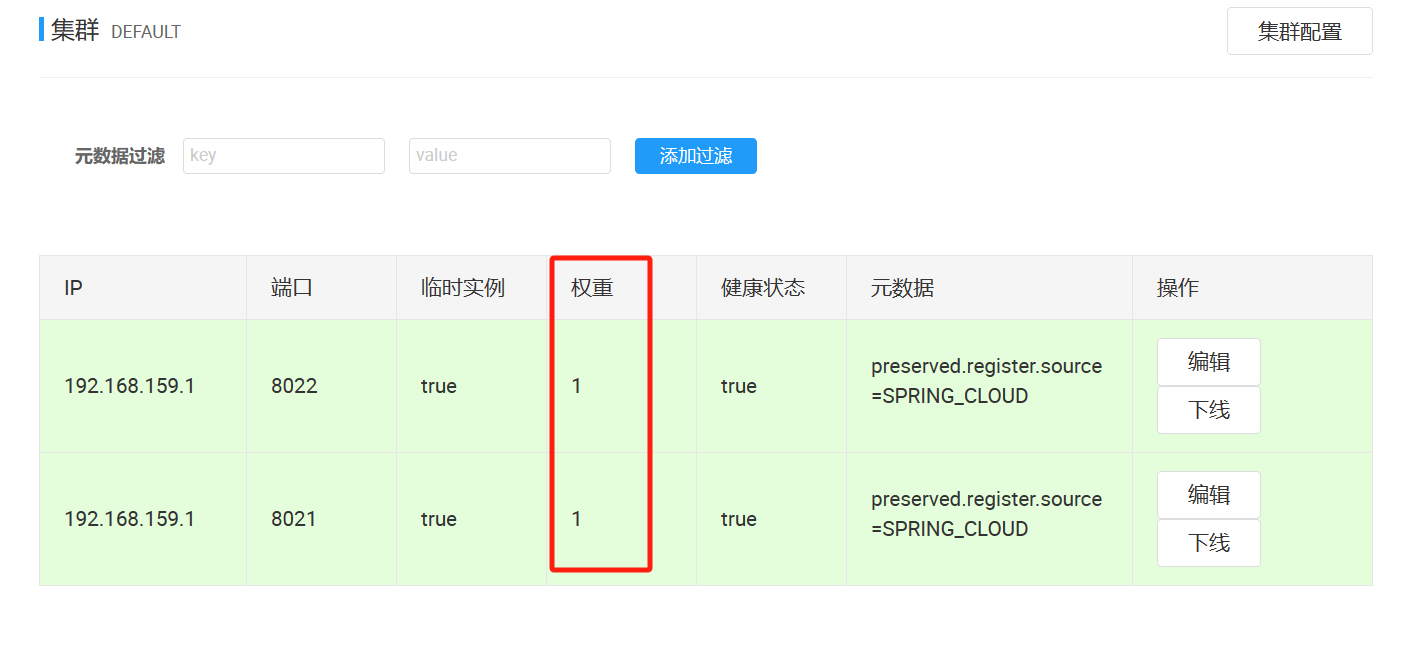 集群 DEFAULT 集群配置
元数据过滤 key value 添加过滤
IP 端口 临时实例 权重 健康状态 元数据 操作
192.168.159.1 8022 true 1 true preserved.register.source
=SPRING_CLOUD
编辑
下线
192.168.159.1 8021 true 1 true preserved.register.source
=SPRING_CLOUD
编辑
下线